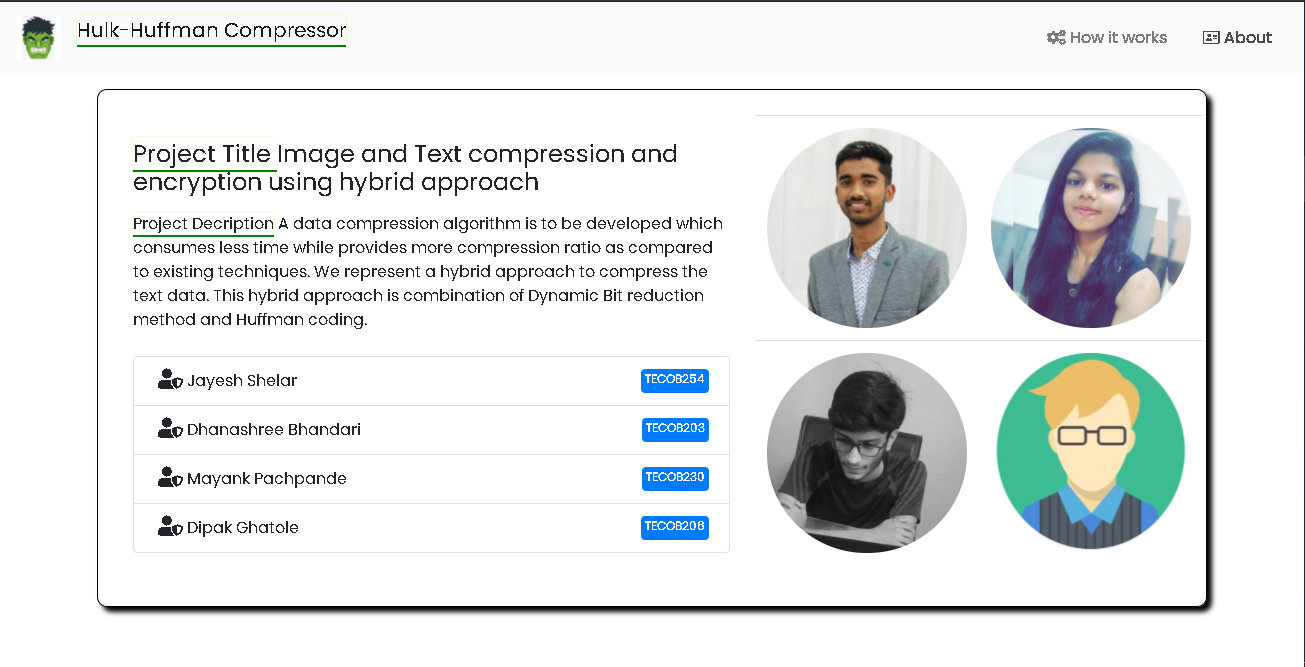 Hulk-Huffman Compressor
How it works
About
Project Title Image and Text compression and
encryption using hybrid approach
Project Decription A data compression algorithm is to be developed which
consumes less time while provides more compression ratio as compared
to existing techniques. We represent a hybrid approach to compress the
text data. This hybrid approach is combination of Dynamic Bit reduction
method and Huffman coding.
Jayesh Shelar TECOB254
Dhanashree Bhandari TECOB203
Mayank Pachpande TECOB230
Dipak Ghatole TECOB206